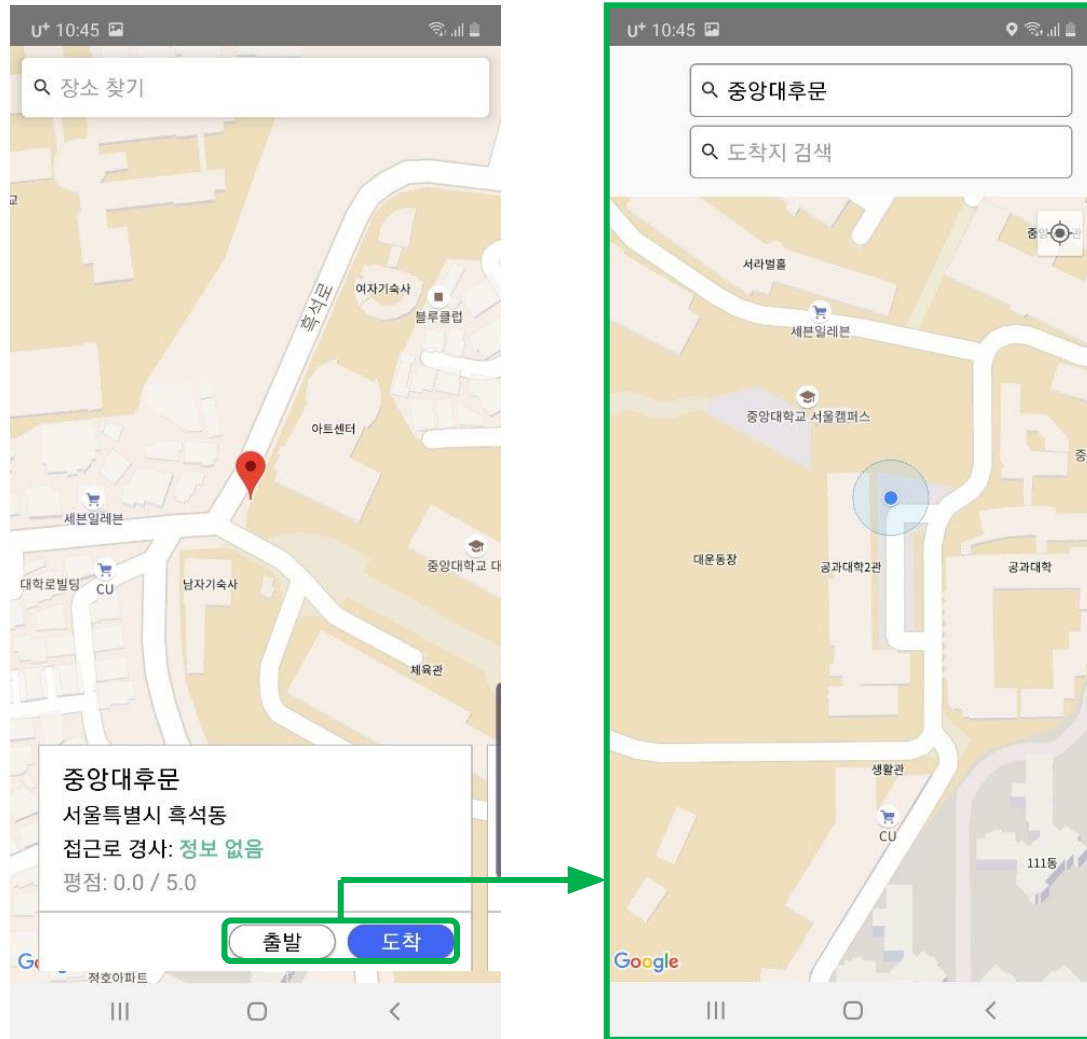 U+ 10:45
장소 찾기
교
흑석로
여자기숙사
블루클럽
아트센터
세븐일레븐
중앙대학교 대
대학로빌딩
CU
남자기숙사
체육관
중앙대후문
서울특별시 흑석동
접근로 경사: 정보 없음
평점: 0.0 / 5.0
출발
도착
정호아파트
U+ 10:45
중앙대후문
도착지 검색
서라벌홀
세븐일레븐
중앙대학교 서울캠퍼스
중
대운동장
공과대학2관
공과대학
생활관
CU
111동
Google